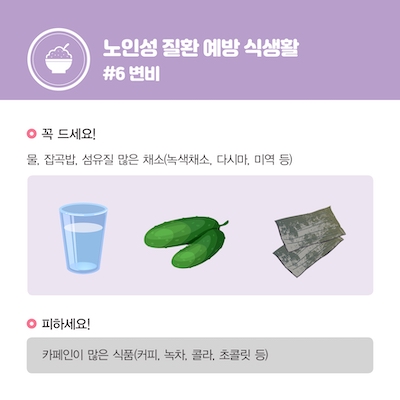 노인성 질환 예방 식생활
#6 변비
꼭 드세요!
물, 잡곡밥, 섬유질 많은 채소(녹색채소, 다시마, 미역 등)
피하세요!
카페인이 많은 식품(커피, 녹차, 콜라, 초콜릿 등)